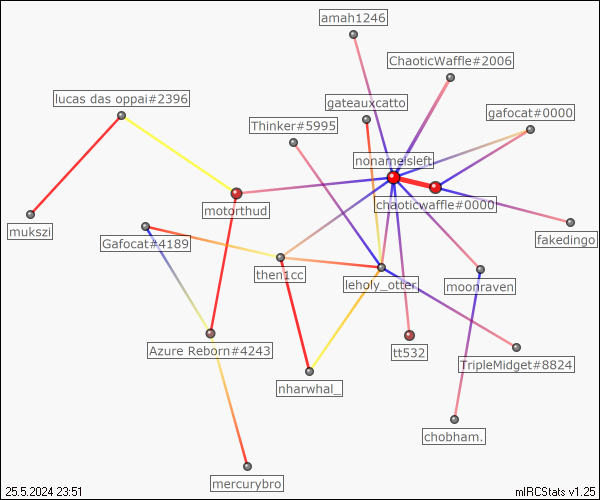 amah1246
ChaoticWaffle#2006
lucas das oppai#2396
gateauxcatto
gafocat#0000
Thinker#5995
nonameisleft
chaoticwaffle#0000
motorthud
mukszi
Gafocat#4189
fakedingo
then1cc
leholy_otter
moonraven
Azure Reborn#4243
tt532
TripleMidget#8824
nharwhal_
chobham.
mercurybro
25.5.2024 23:51
mIRCStats v1.25